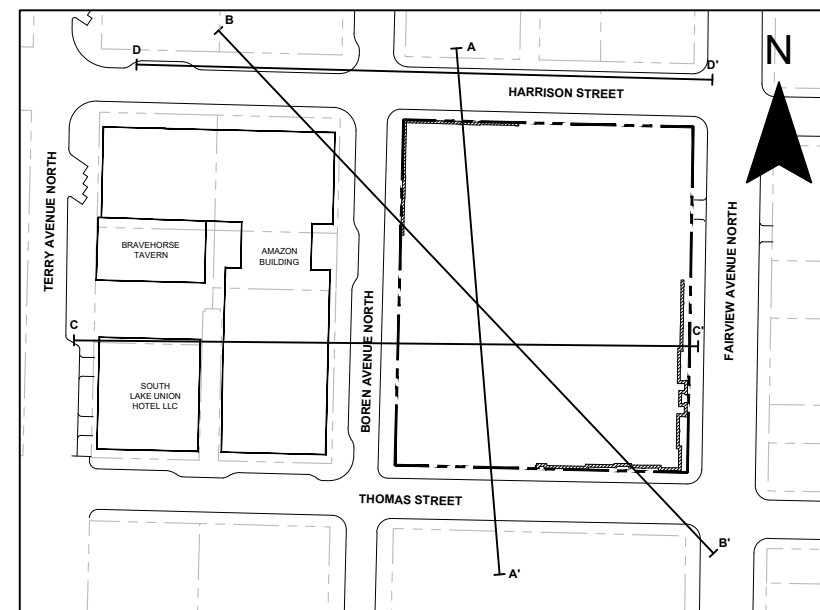 B
A
D
D'
N
HARRISON STREET
TERRY AVENUE NORTH
BRAVEHORSE
TAVERN
AMAZON
BUILDING
FAIRVIEW AVENUE NORTH
C
BOREN AVENUE NORTH
C'
SOUTH
LAKE UNION
HOTEL LLC
THOMAS STREET
B'
A'